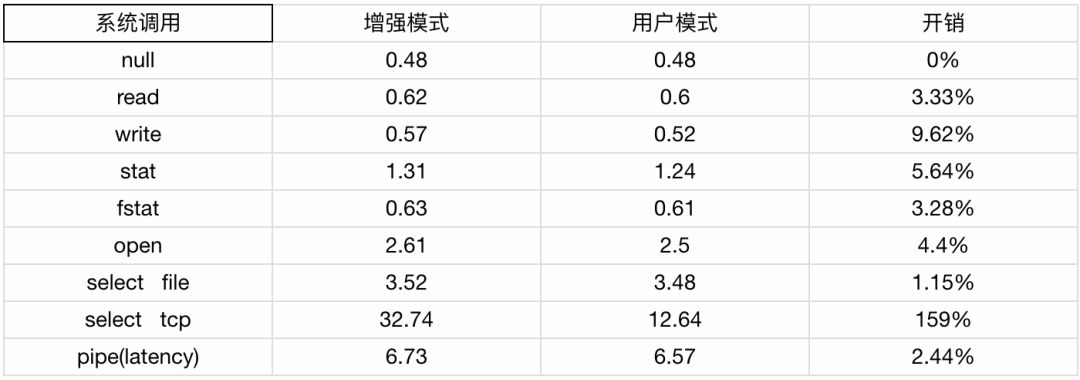 系统调用 增强模式 用户模式 开销
null 0.48 0.48 0%
read 0.62 0.6 3.33%
write 0.57 0.52 9.62%
stat 1.31 1.24 5.64%
fstat 0.63 0.61 3.28%
open 2.61 2.5 4.4%
select file 3.52 3.48 1.15%
select tcp 32.74 12.64 159%
pipe(latency) 6.73 6.57 2.44%